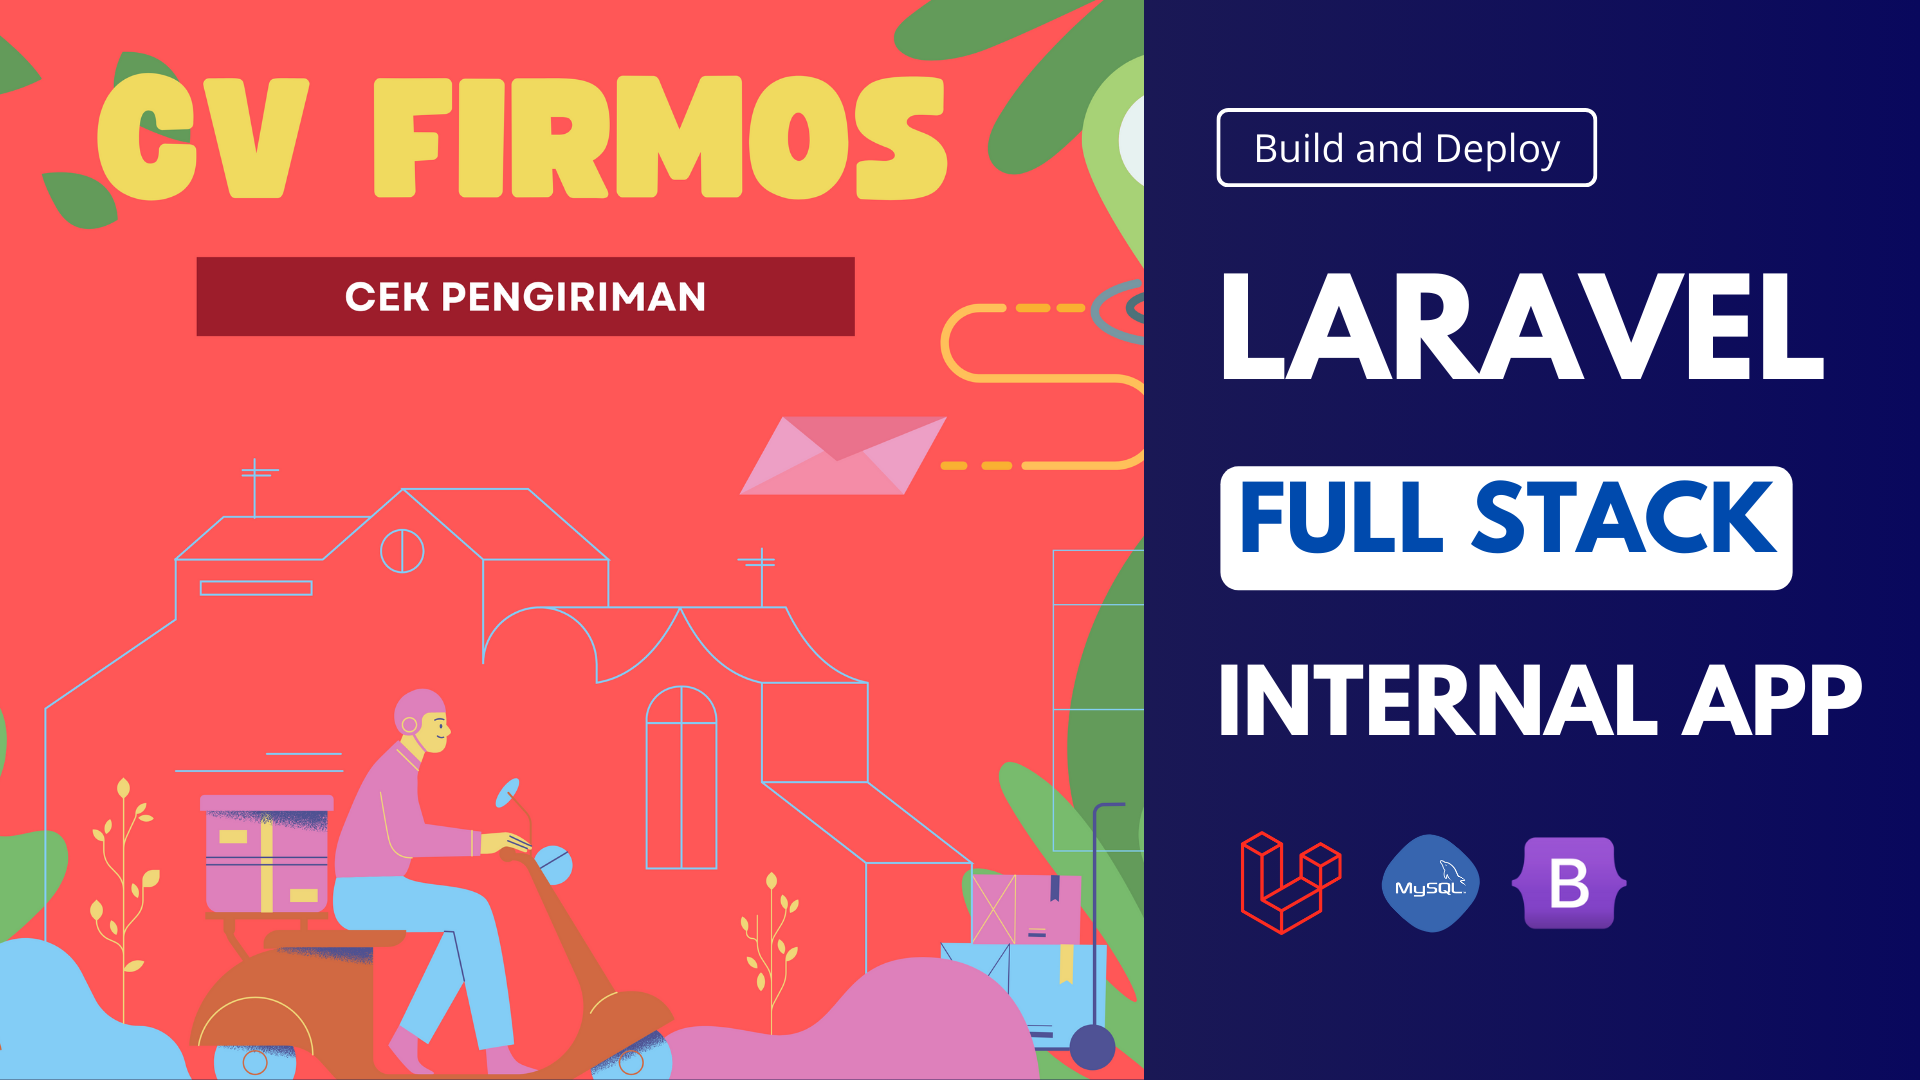 CV FIRMOS
CEK PENGIRIMAN
Build and Deploy
LARAVEL
FULL STACK
INTERNAL APP
MySQL
B